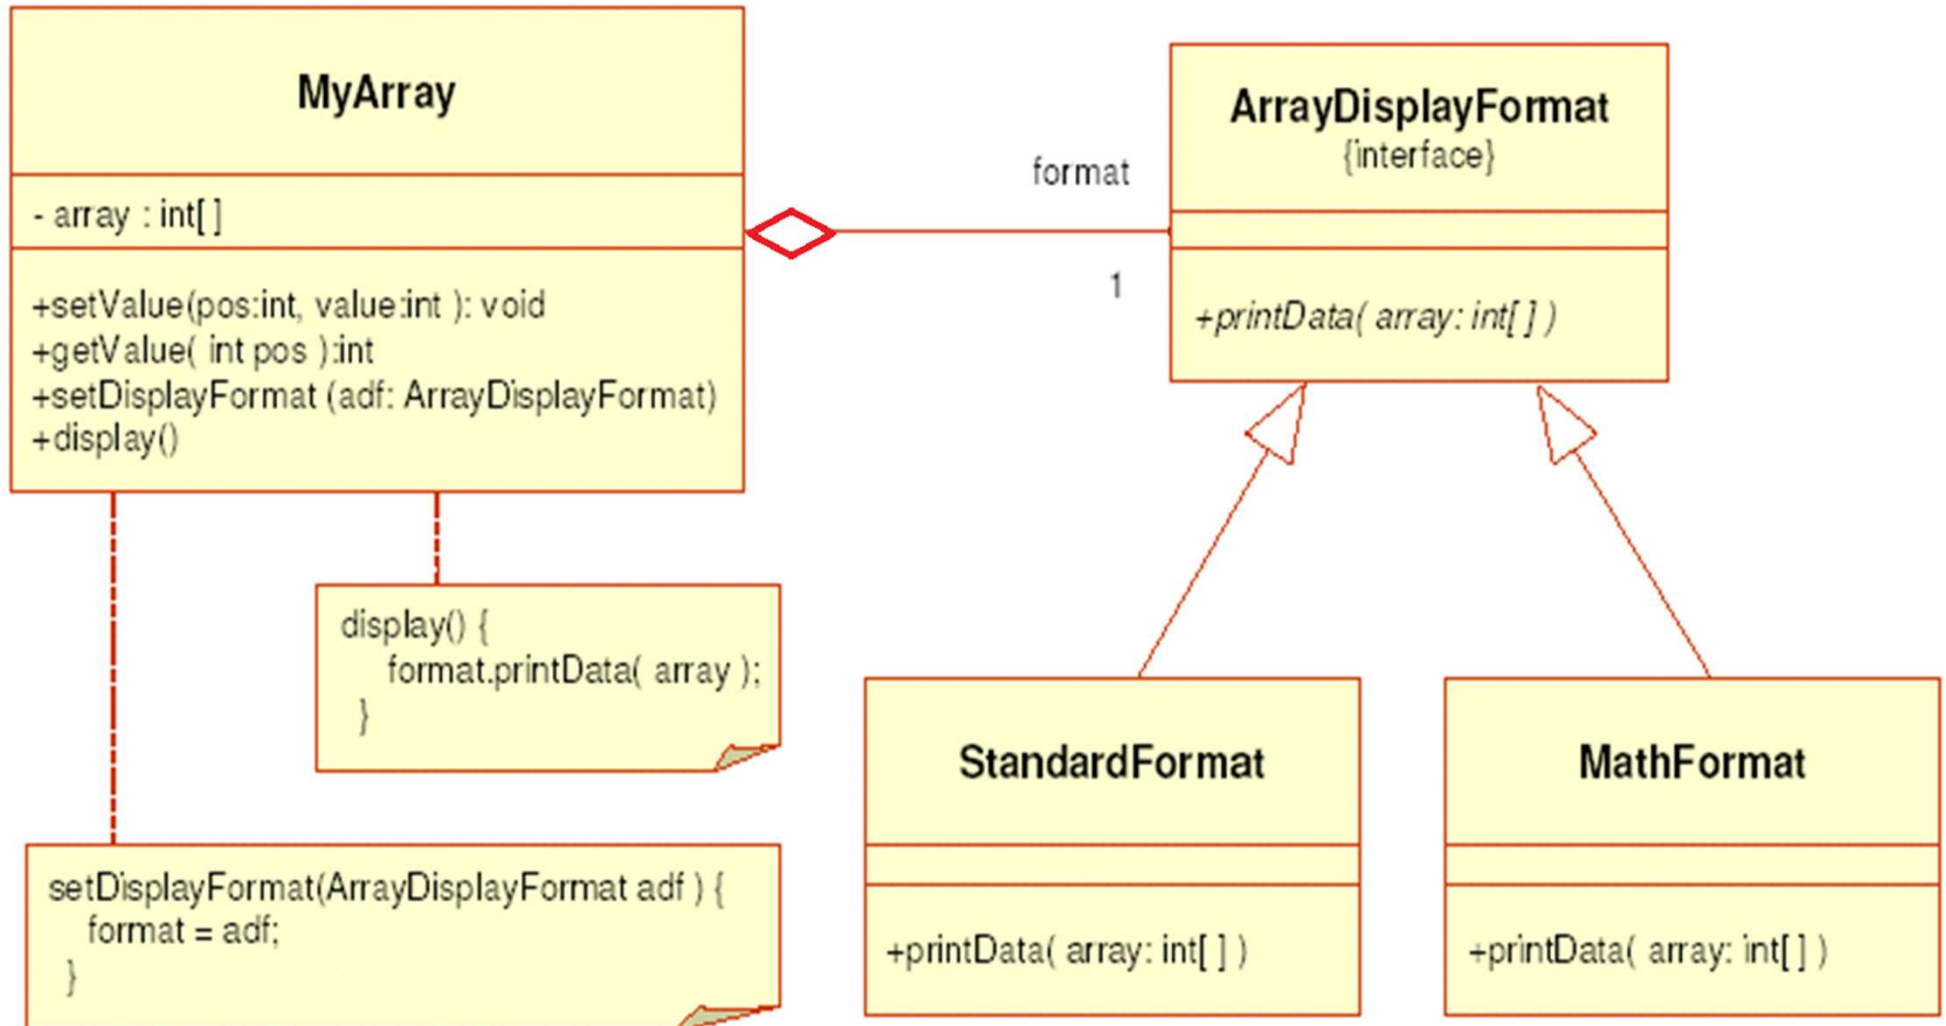 MyArray
- array : int[ ]
+setValue(pos:int, value:int ): void
+getValue( int pos ):int
+setDisplayFormat (adf: ArrayDisplayFormat)
+display()
format
1
ArrayDisplayFormat
{interface}
+printData( array: int[ ] )
display() {
format.printData( array );
}
setDisplayFormat(ArrayDisplayFormat adf ) {
format = adf;
}
StandardFormat
+printData( array: int[ ] )
MathFormat
+printData( array: int[ ] )